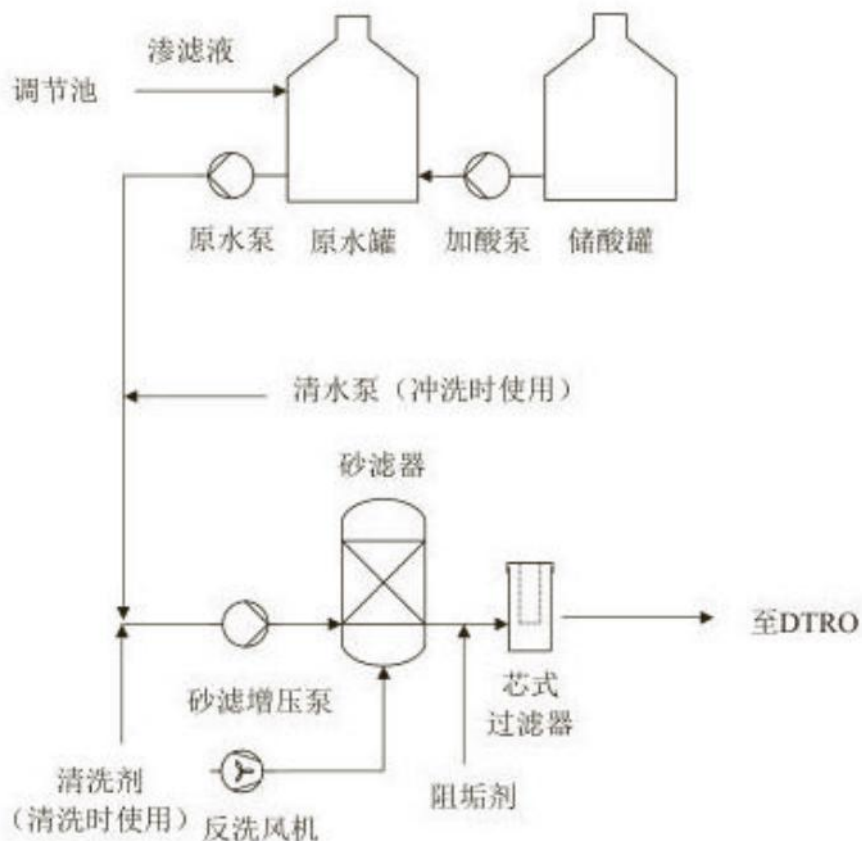 渗滤液
调节池
原水泵
原水罐
加酸泵
储酸罐
清水泵（冲洗时使用）
砂滤器
至DTRO
砂滤增压泵
芯式
过滤器
清洗剂
（清洗时使用）
反洗风机
阻垢剂